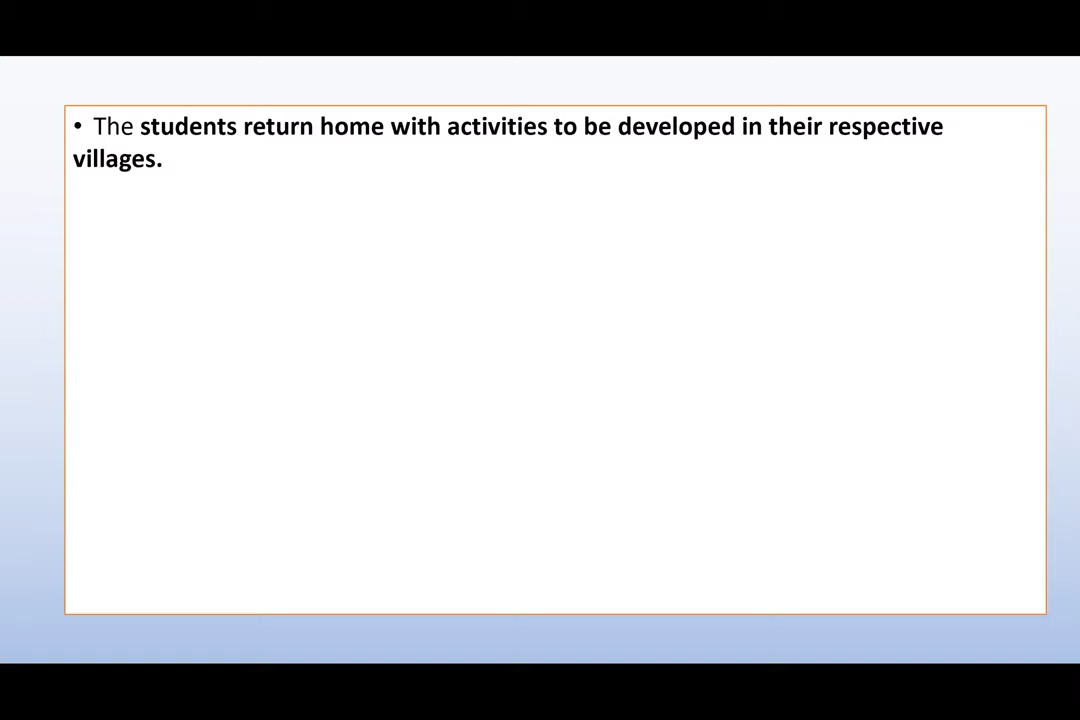 • The students return home with activities to be developed in their respective
villages.